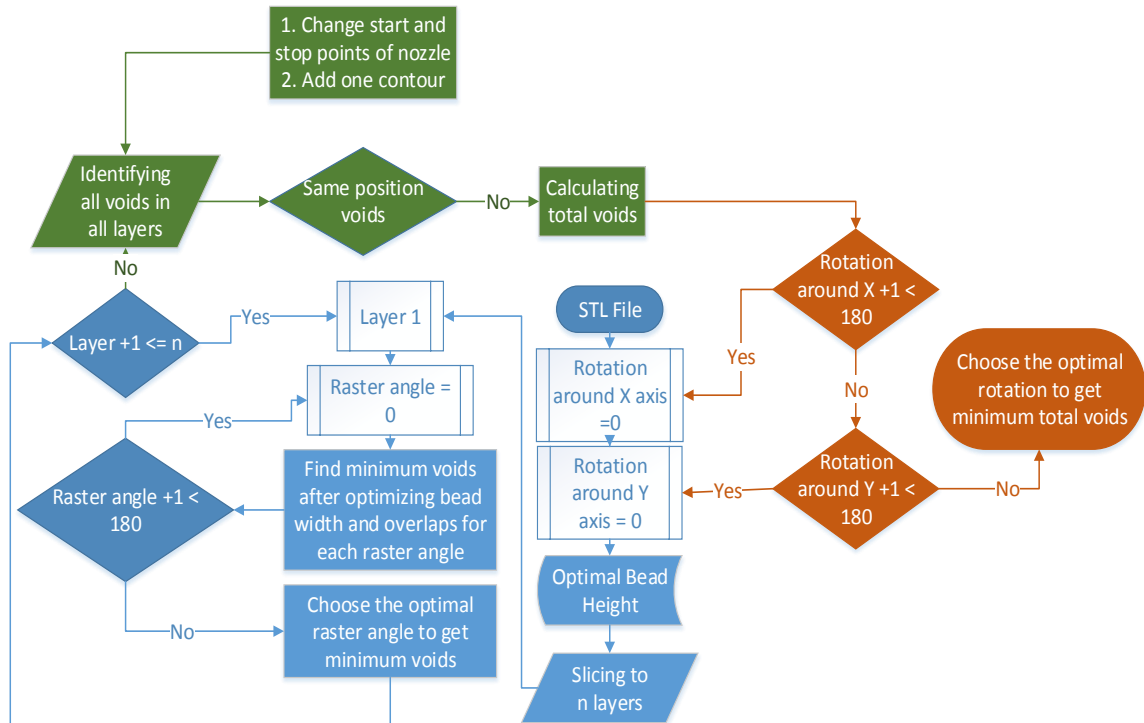 1. Change start and
stop points of nozzle
2. Add one contour
Identifying
all voids in
all layers
Same position
voids
No
Calculating
total voids
No
Layer +1 <= n
Yes
Layer 1
STL File
Rotation
around X +1 <
180
Yes
No
Rotation
around X axis
=0
Choose the optimal
rotation to get
minimum total voids
Raster angle =
0
Yes
Rotation
around Y
axis = 0
Yes
Rotation
around Y +1 <
180
No
Raster angle +1 <
180
Find minimum voids
after optimizing bead
width and overlaps for
each raster angle
Optimal Bead
Height
No
Choose the optimal
raster angle to get
minimum voids
Slicing to
n layers